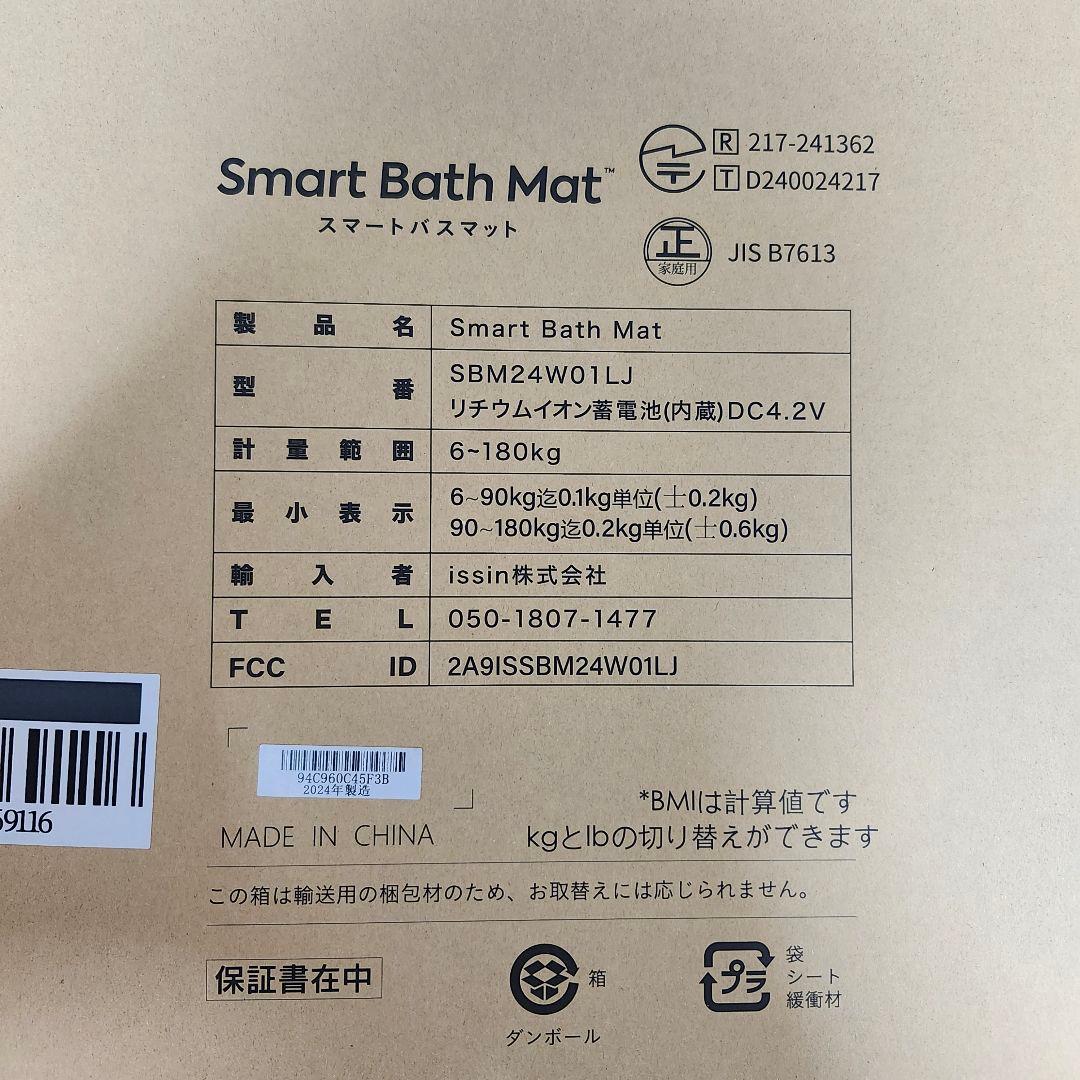 Smart Bath Mat™
スマートバスマット
R 217-241362
T D240024217
正
家庭用
JIS B7613
製品名 Smart Bath Mat
型番 SBM24W01LJ
リチウムイオン蓄電池(内蔵)DC4.2V
計量範囲 6~180kg
最小表示 6~90kg迄0.1kg単位(±0.2kg)
90~180kg迄0.2kg単位(±0.6kg)
輸入者 issin株式会社
TEL 050-1807-1477
FCC ID 2A9ISSBM24W01LJ
94C960C45F3B
2024年製造
59116
*BMIは計算値です
MADE IN CHINA
kgとlbの切り替えができます
この箱は輸送用の梱包材のため、お取替えには応じられません。
保証書在中
箱
ダンボール
プラ
袋
シート
緩衝材